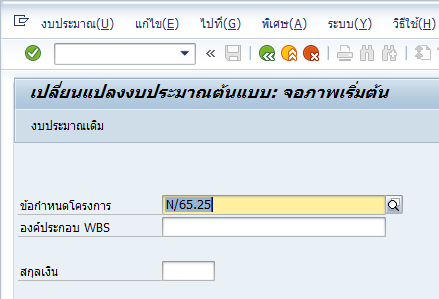 งบประมาณ(U) แก้ไข(E) ไปที่(G) พิเศษ(A) ระบบ(Y) วิธีใช้(H)
เปลี่ยนแปลงงบประมาณต้นแบบ: จอภาพเริ่มต้น
งบประมาณเดิม
ข้อกำหนดโครงการ N/65.25
องค์ประกอบ WBS
สกุลเงิน